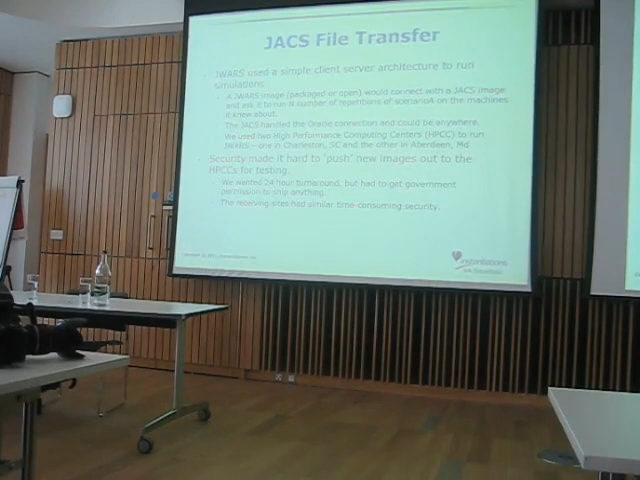 JACS File Transfer
JWARS used a simple client server architecture to run
simulations.
A JWARS image (packaged or open) would connect with a JACS image
and ask it to run N number of repetitions of scenarioA on the machines
it knew about.
The JACS handled the Oracle connection and could be anywhere.
We used two High Performance Computing Centers (HPCC) to run
JWARS – one in Charleston, SC and the other in Aberdeen, Md
Security made it hard to 'push' new images out to the
HPCCs for testing.
We wanted 24 hour turnaround, but had to get government
permission to ship anything.
The receiving sites had similar time-consuming security.
instantiations